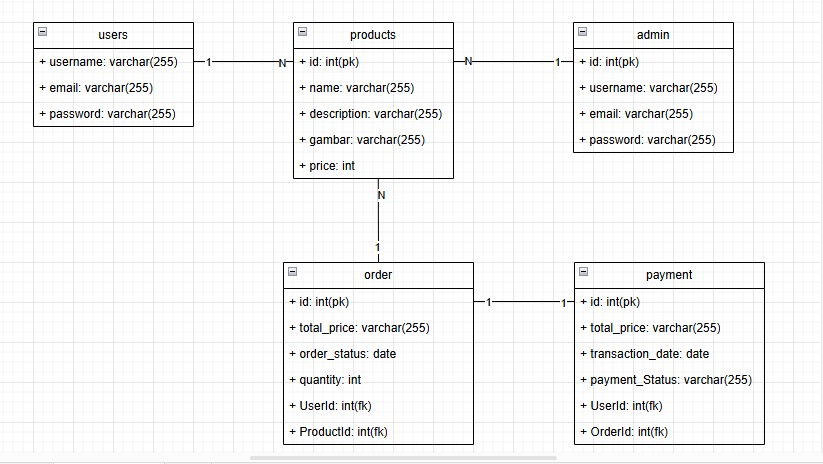 users
+ username: varchar(255)
+ email: varchar(255)
+ password: varchar(255)
1
N
products
+ id: int(pk)
+ name: varchar(255)
+ description: varchar(255)
+ gambar: varchar(255)
+ price: int
N
1
admin
+ id: int(pk)
+ username: varchar(255)
+ email: varchar(255)
+ password: varchar(255)
N
1
order
+ id: int(pk)
+ total_price: varchar(255)
+ order_status: date
+ quantity: int
+ UserId: int(fk)
+ ProductId: int(fk)
1
1
payment
+ id: int(pk)
+ total_price: varchar(255)
+ transaction_date: date
+ payment_Status: varchar(255)
+ UserId: int(fk)
+ OrderId: int(fk)